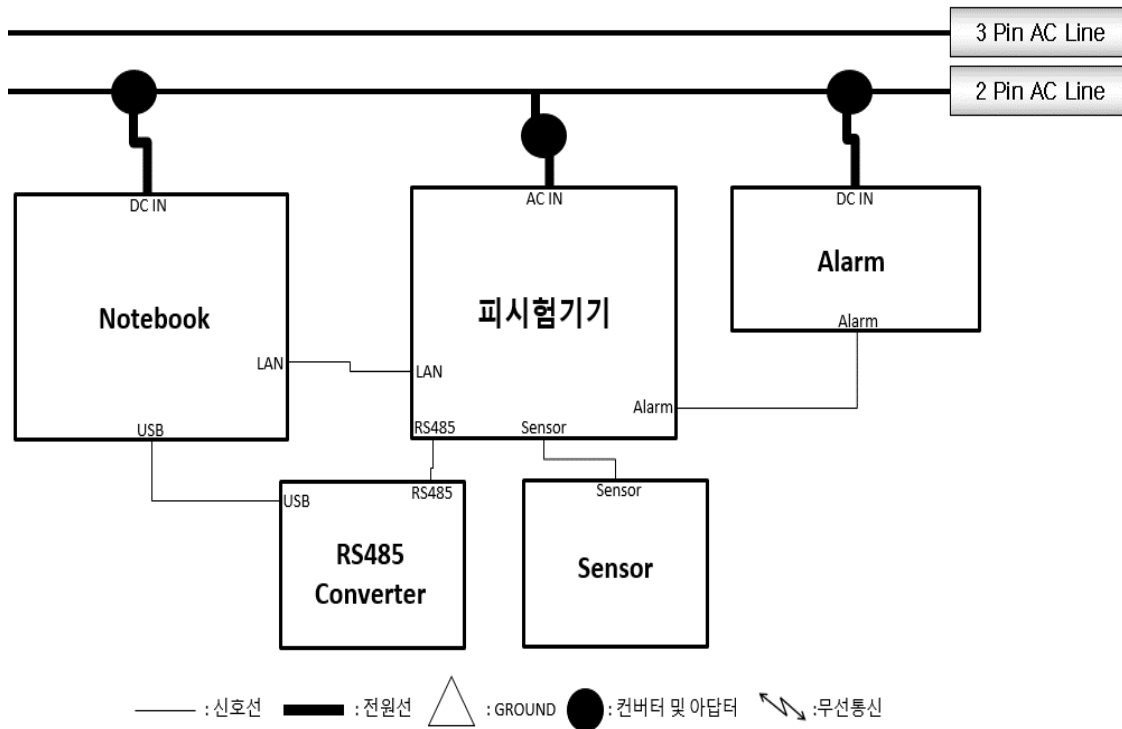 3 Pin AC Line
2 Pin AC Line
DC IN
AC IN
DC IN
Notebook
피시험기기
Alarm
Alarm
LAN
LAN
Alarm
USB
RS485
Sensor
USB
RS485
Sensor
RS485
Converter
Sensor
: 신호선
: 전원선
: GROUND
: 컨버터 및 아답터
:무선통신